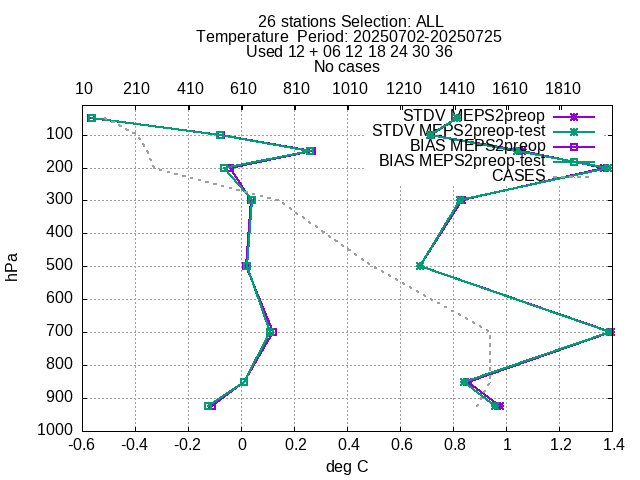 26 stations Selection: ALL
Temperature Period: 20250702-20250725
Used 12 + 06 12 18 24 30 36
No cases
10 210 410 610 810 1010 1210 1410 1610 1810
STDV MEPS2preop
STDV MEPS2preop-test
BIAS MEPS2preop
BIAS MEPS2preop-test
CASES
100
200
300
400
500
600
700
800
900
1000
hPa
-0.6 -0.4 -0.2 0 0.2 0.4 0.6 0.8 1 1.2 1.4
deg C